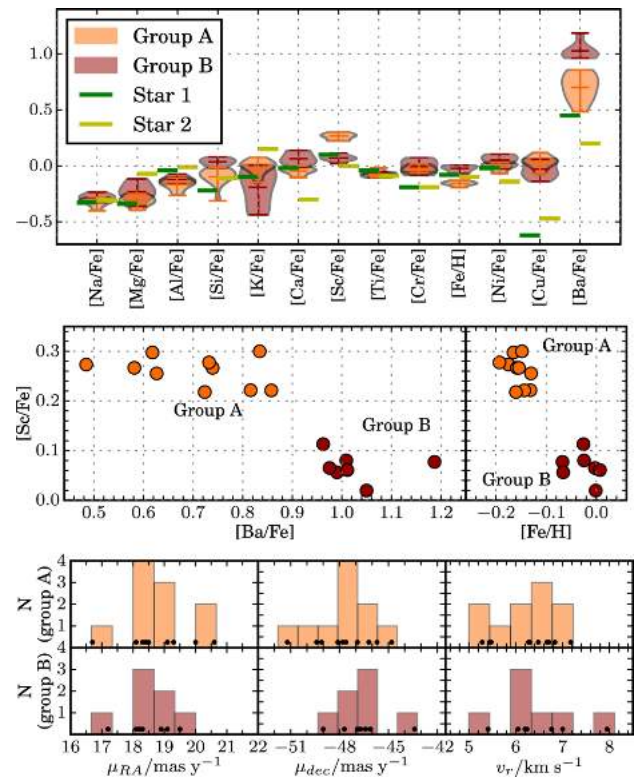 1.0
0.5
0.0
−0.5
Group A
Group B
Star 1
Star 2
[Na/Fe]
[Mg/Fe]
[Al/Fe]
[Si/Fe]
[K/Fe]
[Ca/Fe]
[Sc/Fe]
[Ti/Fe]
[Cr/Fe]
[Fe/H]
[Ni/Fe]
[Cu/Fe]
[Ba/Fe]
[Sc/Fe]
0.3
0.2
0.1
0.0
Group A
Group B
0.5 0.6 0.7 0.8 0.9 1.0 1.1 1.2
[Ba/Fe]
Group A
Group B
−0.2 −0.1 0.0
[Fe/H]
N
(group A)
4
3
2
1
N
(group B)
4
3
2
1
16 17 18 19 20 21 22
μRA/mas y⁻¹
−51 −48 −45 −42
μdec/mas y⁻¹
5 6 7 8
vr/km s⁻¹